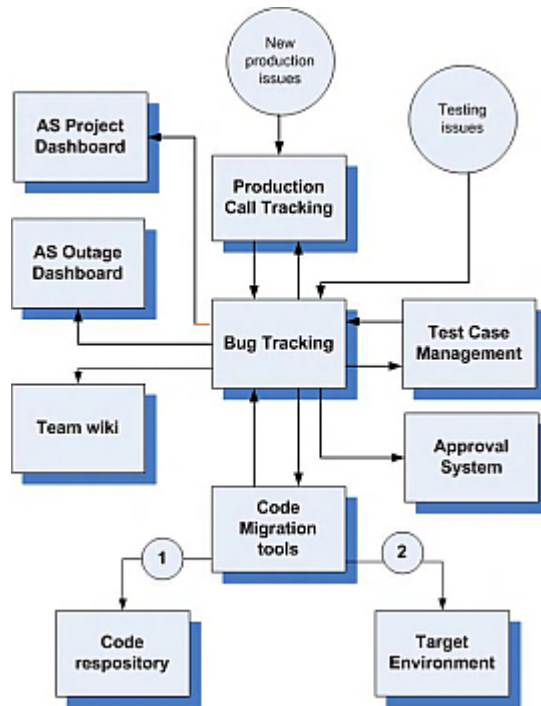 New
production
issues
Testing
issues
AS Project
Dashboard
Production
Call Tracking
AS Outage
Dashboard
Bug Tracking
Test Case
Management
Team wiki
Approval
System
Code
Migration
tools
1
2
Code
respository
Target
Environment